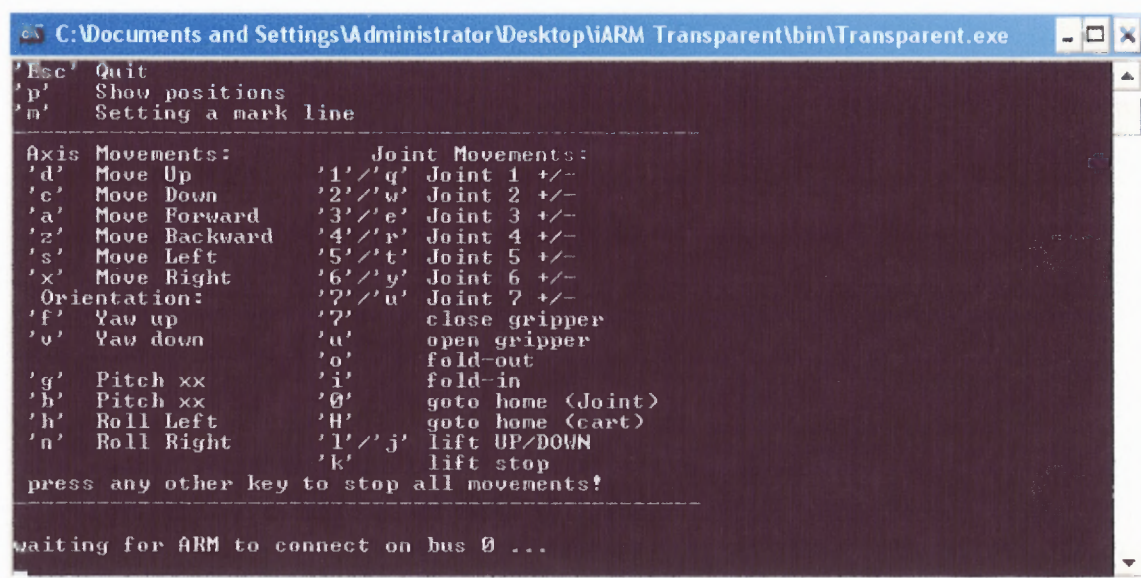 C:\Documents and Settings\Administrator\Desktop\iARM Transparent\bin\Transparent.exe
'Esc' Quit
'p' Show positions
'm' Setting a mark line
Axis Movements: Joint Movements:
'd' Move Up '1'/'q' Joint 1 +/-
'c' Move Down '2'/'w' Joint 2 +/-
'a' Move Forward '3'/'e' Joint 3 +/-
'z' Move Backward '4'/'r' Joint 4 +/-
's' Move Left '5'/'t' Joint 5 +/-
'x' Move Right '6'/'y' Joint 6 +/-
Orientation: '7'/'u' Joint 7 +/-
'f' Yaw up '7' close gripper
'v' Yaw down 'u' open gripper
'o' fold-out
'g' Pitch xx 'i' fold-in
'b' Pitch xx '0' goto home (Joint)
'h' Roll Left 'H' goto home (cart)
'n' Roll Right 'l'/'j' lift UP/DOWN
'k' lift stop
press any other key to stop all movements!
waiting for ARM to connect on bus 0 ...